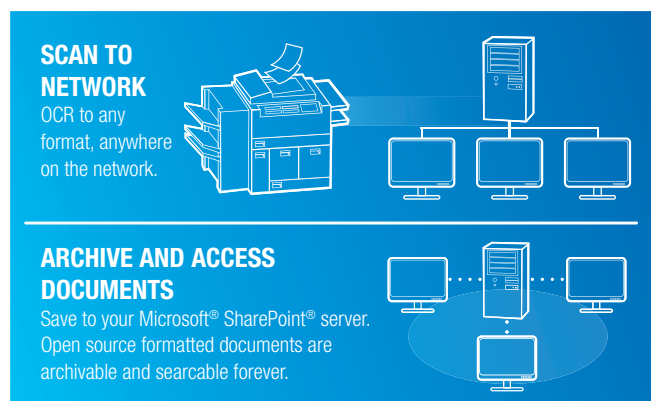 SCAN TO
NETWORK
OCR to any
format, anywhere
on the network.
ARCHIVE AND ACCESS
DOCUMENTS
Save to your Microsoft® SharePoint® server.
Open source formatted documents are
archivable and searcable forever.